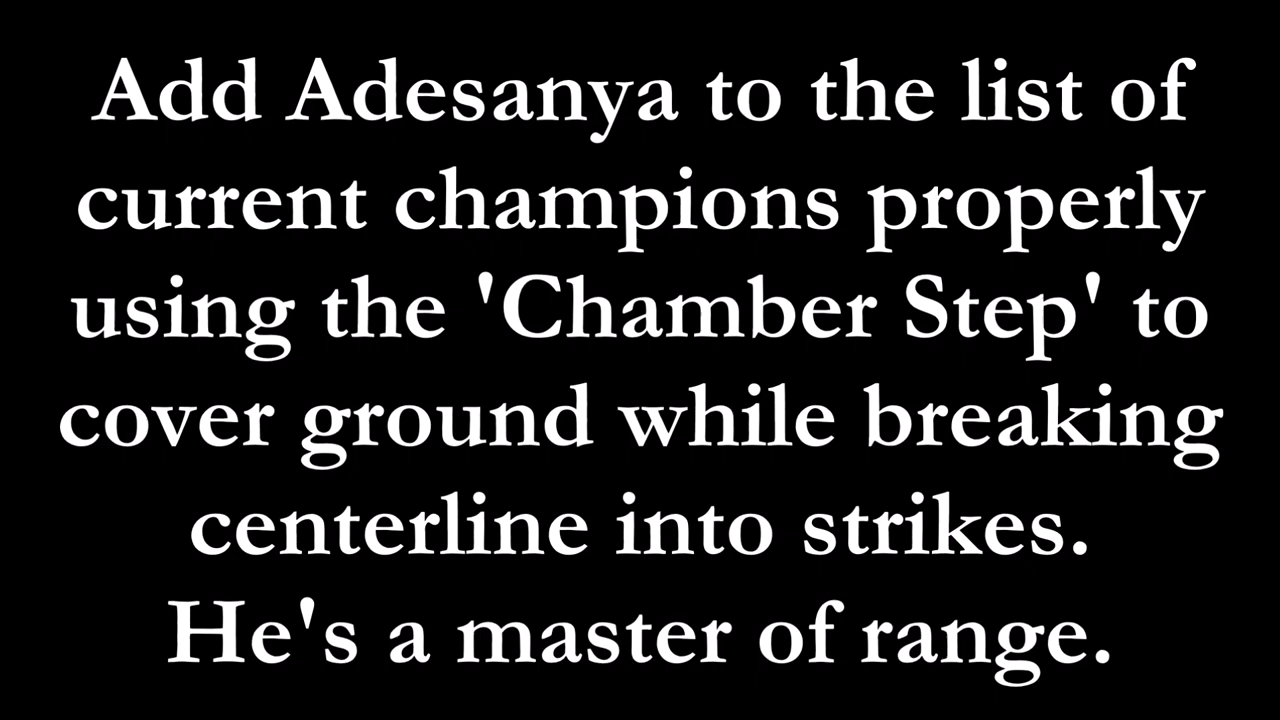 Add Adesanya to the list of
current champions properly
using the 'Chamber Step' to
cover ground while breaking
centerline into strikes.
He's a master of range.